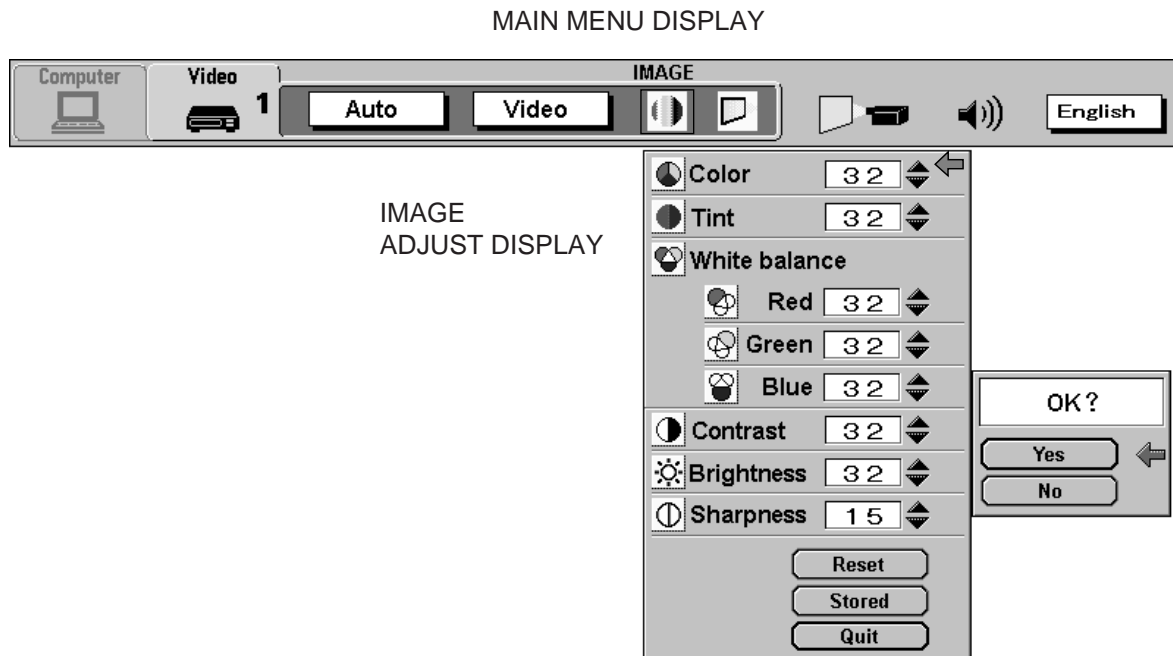 MAIN MENU DISPLAY
IMAGE
Computer Video
1 Auto Video English
IMAGE
ADJUST DISPLAY
Color 32
Tint 32
White balance
Red 32
Green 32
Blue 32
Contrast 32
Brightness 32
Sharpness 15
Reset
Stored
Quit
OK?
Yes
No